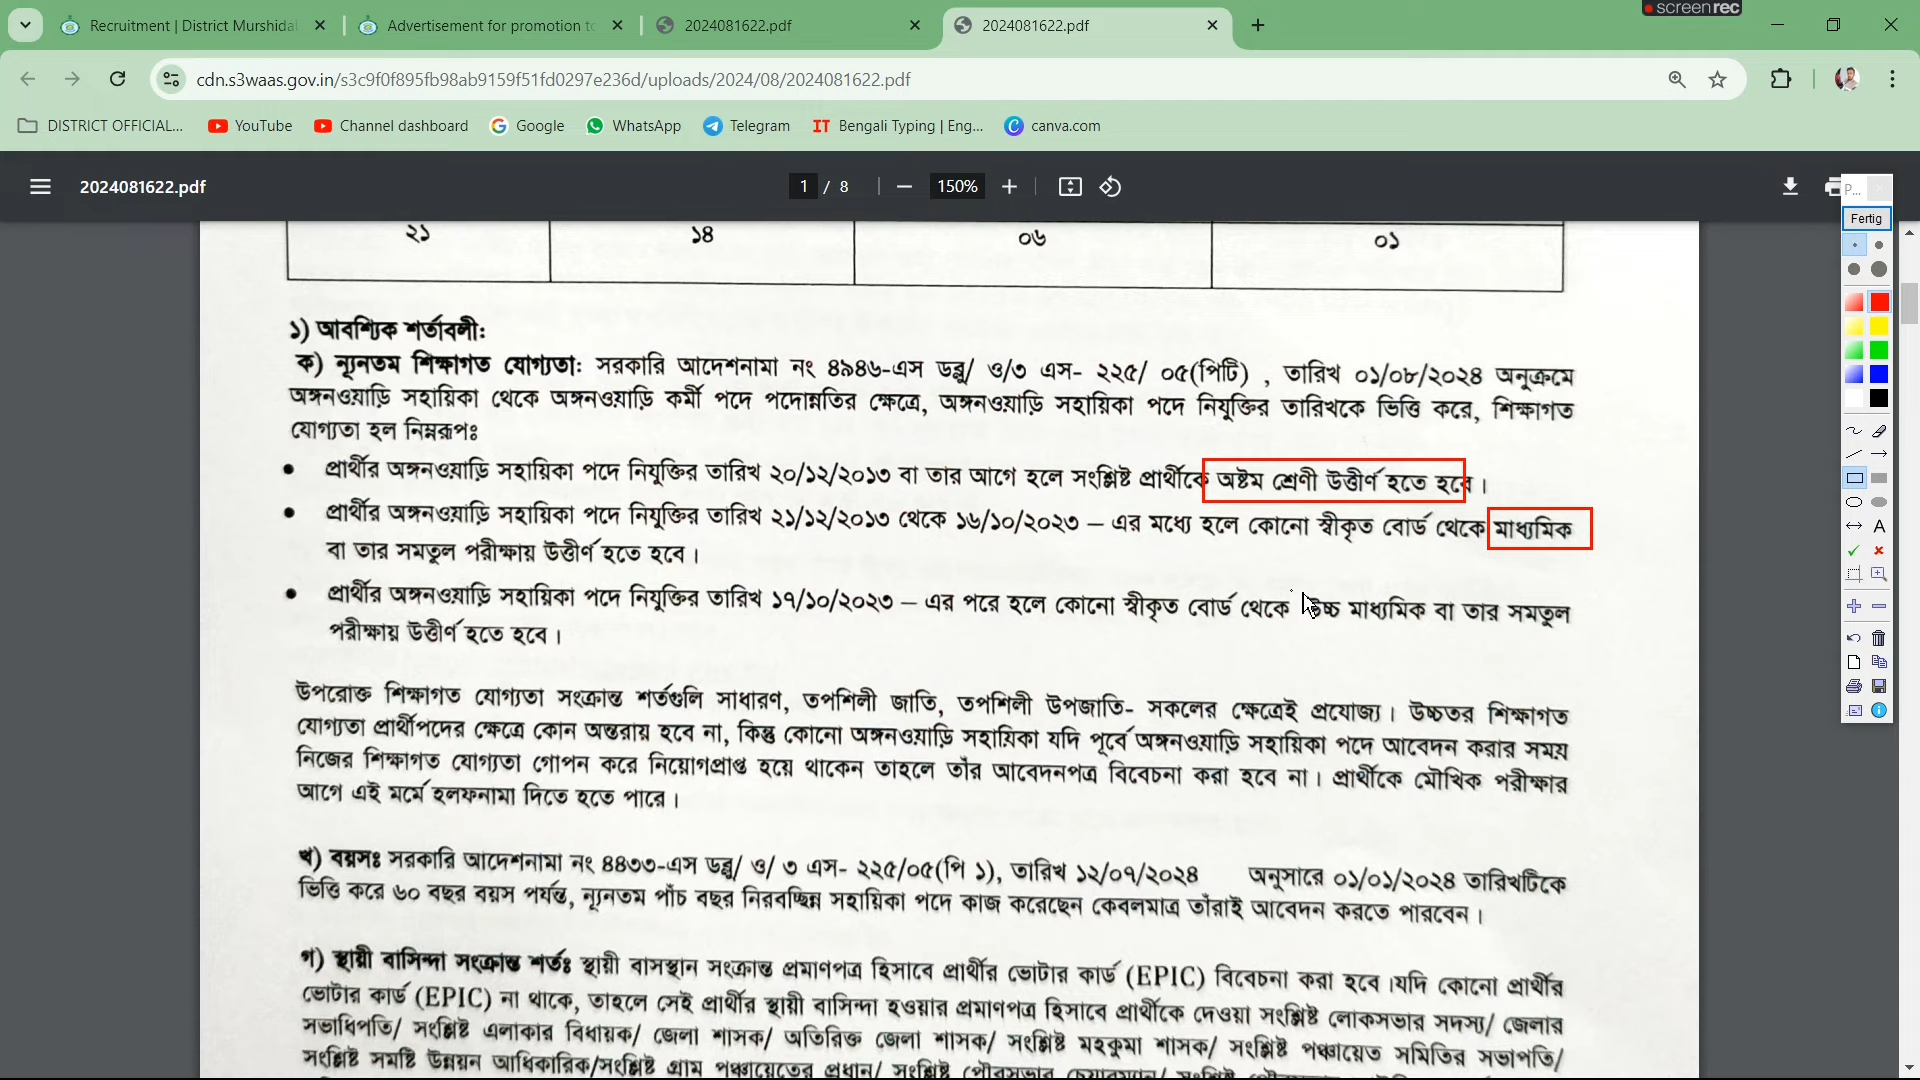 screenrec
Recruitment | District Murshidal
Advertisement for promotion to
2024081622.pdf
2024081622.pdf
cdn.s3waas.gov.in/s3c9f0f895fb98ab9159f51fd0297e236d/uploads/2024/08/2024081622.pdf
DISTRICT OFFICIAL... YouTube Channel dashboard Google WhatsApp Telegram IT Bengali Typing | Eng... canva.com
2024081622.pdf 1 / 8 150%
P...
Fertig
২১ ১৪ ০৬ ০১
১) আবশ্যিক শর্তাবলী:
ক) ন্যূনতম শিক্ষাগত যোগ্যতা: সরকারি আদেশনামা নং ৪৯৪৬-এস ডব্লু/ ও/৩ এস- ২২৫/ ০৫(পিটি) , তারিখ ০১/০৮/২০২৪ অনুক্রমে
অঙ্গনওয়াড়ি সহায়িকা থেকে অঙ্গনওয়াড়ি কর্মী পদে পদোন্নতির ক্ষেত্রে, অঙ্গনওয়াড়ি সহায়িকা পদে নিযুক্তির তারিখকে ভিত্তি করে, শিক্ষাগত
যোগ্যতা হল নিম্নরূপঃ
• প্রার্থীর অঙ্গনওয়াড়ি সহায়িকা পদে নিযুক্তির তারিখ ২০/১২/২০১৩ বা তার আগে হলে সংশ্লিষ্ট প্রার্থীকে অষ্টম শ্রেণী উত্তীর্ণ হতে হবে।
• প্রার্থীর অঙ্গনওয়াড়ি সহায়িকা পদে নিযুক্তির তারিখ ২১/১২/২০১৩ থেকে ১৬/১০/২০২৩ – এর মধ্যে হলে কোনো স্বীকৃত বোর্ড থেকে মাধ্যমিক
বা তার সমতুল পরীক্ষায় উত্তীর্ণ হতে হবে।
• প্রার্থীর অঙ্গনওয়াড়ি সহায়িকা পদে নিযুক্তির তারিখ ১৭/১০/২০২৩ – এর পরে হলে কোনো স্বীকৃত বোর্ড থেকে উচ্চ মাধ্যমিক বা তার সমতুল
পরীক্ষায় উত্তীর্ণ হতে হবে।
উপরোক্ত শিক্ষাগত যোগ্যতা সংক্রান্ত শর্তগুলি সাধারণ, তপশিলী জাতি, তপশিলী উপজাতি- সকলের ক্ষেত্রেই প্রযোজ্য। উচ্চতর শিক্ষাগত
যোগ্যতা প্রার্থীপদের ক্ষেত্রে কোন অন্তরায় হবে না, কিন্তু কোনো অঙ্গনওয়াড়ি সহায়িকা যদি পূর্বে অঙ্গনওয়াড়ি সহায়িকা পদে আবেদন করার সময়
নিজের শিক্ষাগত যোগ্যতা গোপন করে নিয়োগপ্রাপ্ত হয়ে থাকেন তাহলে তাঁর আবেদনপত্র বিবেচনা করা হবে না। প্রার্থীকে মৌখিক পরীক্ষার
আগে এই মর্মে হলফনামা দিতে হতে পারে।
খ) বয়সঃ সরকারি আদেশনামা নং ৪৪৩৩-এস ডব্লু/ ও/ ৩ এস- ২২৫/০৫(পি ১), তারিখ ১২/০৭/২০২৪ অনুসারে ০১/০১/২০২৪ তারিখটিকে
ভিত্তি করে ৬০ বছর বয়স পর্যন্ত, ন্যূনতম পাঁচ বছর নিরবচ্ছিন্ন সহায়িকা পদে কাজ করেছেন কেবলমাত্র তাঁরাই আবেদন করতে পারবেন।
গ) স্থায়ী বাসিন্দা সংক্রান্ত শর্তঃ স্থায়ী বাসস্থান সংক্রান্ত প্রমাণপত্র হিসাবে প্রার্থীর ভোটার কার্ড (EPIC) বিবেচনা করা হবে।যদি কোনো প্রার্থীর
ভোটার কার্ড (EPIC) না থাকে, তাহলে সেই প্রার্থীর স্থায়ী বাসিন্দা হওয়ার প্রমাণপত্র হিসাবে প্রার্থীকে দেওয়া সংশ্লিষ্ট লোকসভার সদস্য/ জেলার
সভাধিপতি/ সংশ্লিষ্ট এলাকার বিধায়ক/ জেলা শাসক/ অতিরিক্ত জেলা শাসক/ সংশ্লিষ্ট মহকুমা শাসক/ সংশ্লিষ্ট পঞ্চায়েত সমিতির সভাপতি/
সংশ্লিষ্ট সমষ্টি উন্নয়ন আধিকারিক/সংশ্লিষ্ট গ্রাম পঞ্চায়েতের প্রধান/ সংশ্লিষ্ট